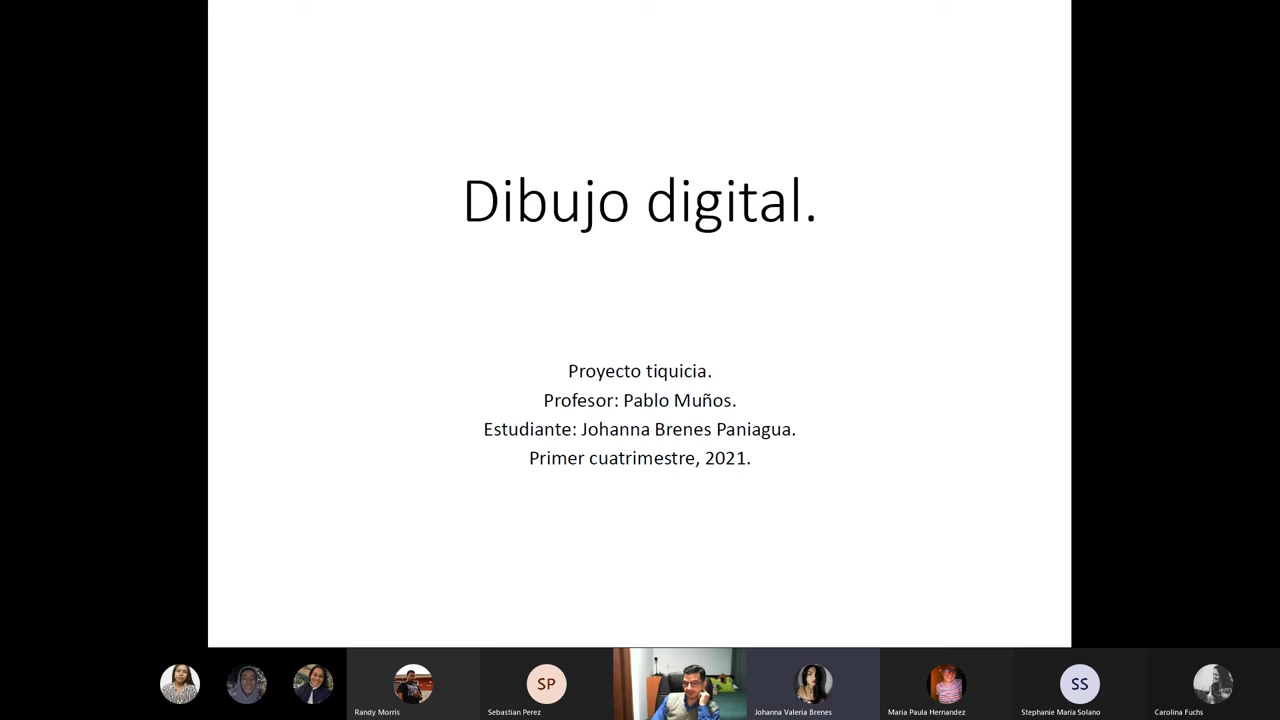 Dibujo digital.
Proyecto tiquicia.
Profesor: Pablo Muños.
Estudiante: Johanna Brenes Paniagua.
Primer cuatrimestre, 2021.
SP
SS
Randy Morris
Sebastian Perez
Johanna Valeria Brenes
Maria Paula Hernandez
Stephanie Maria Solano
Carolina Fuchs